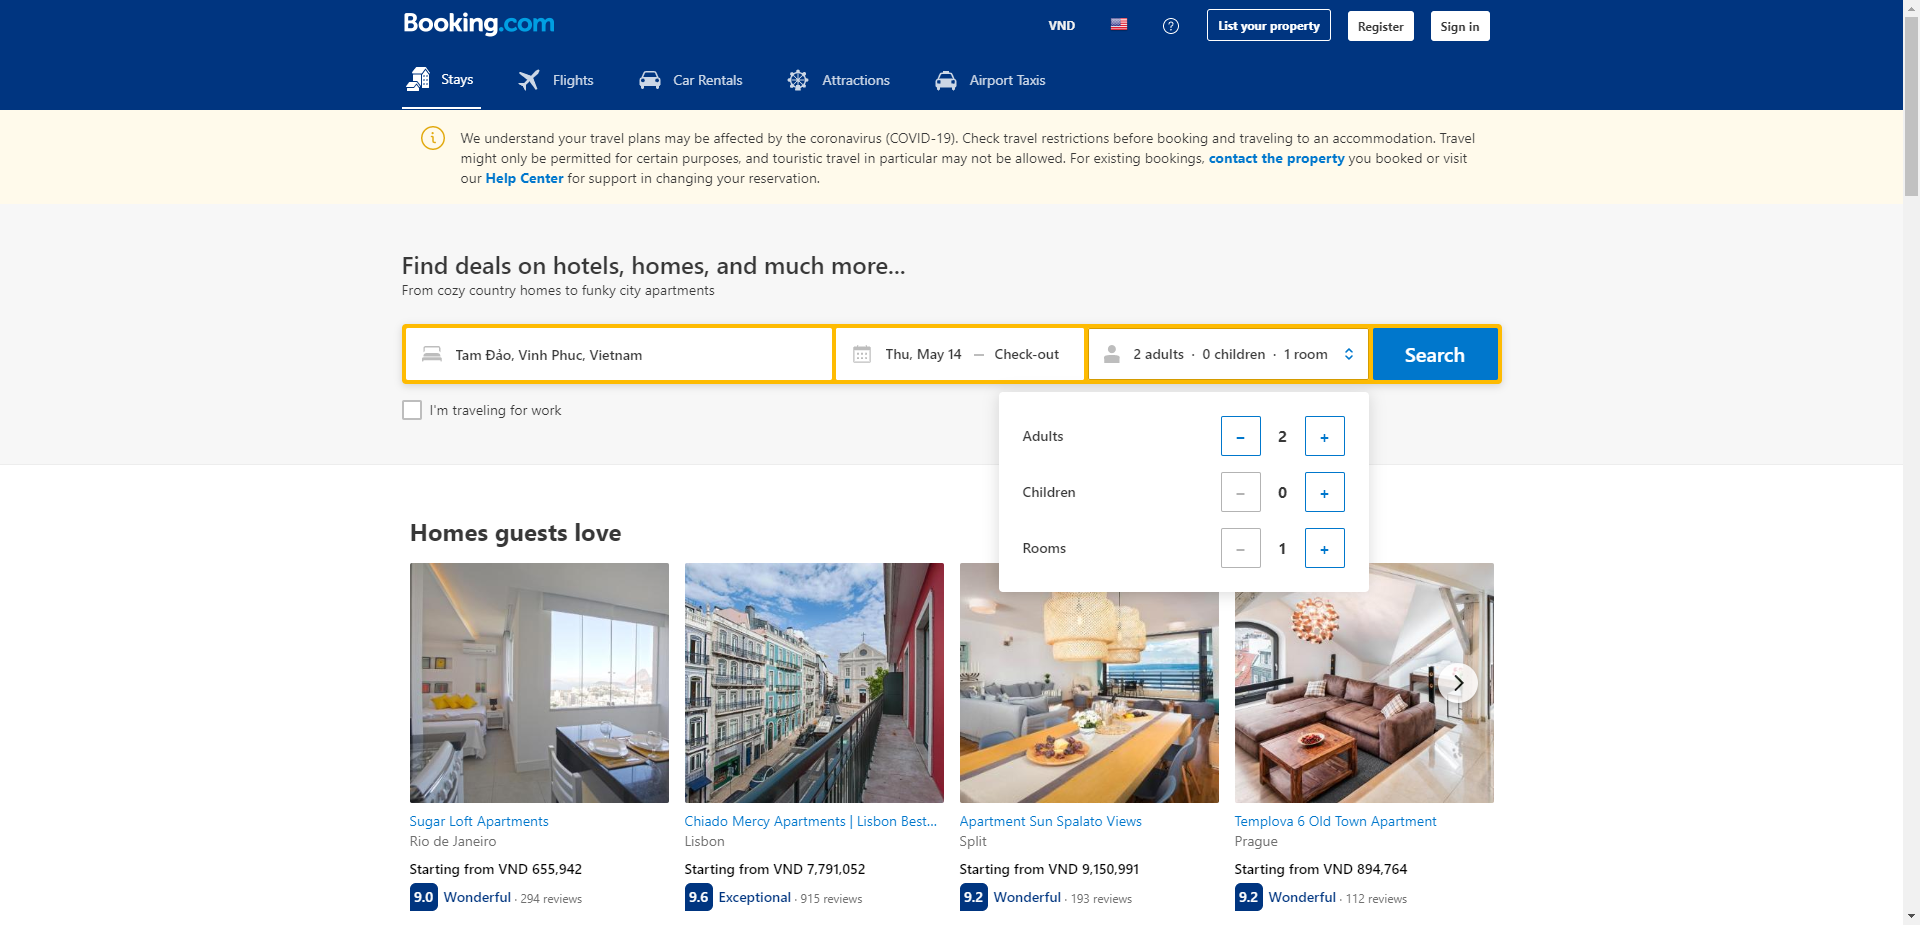 Booking.com
VND
List your property
Register
Sign in
Stays
Flights
Car Rentals
Attractions
Airport Taxis
We understand your travel plans may be affected by the coronavirus (COVID-19). Check travel restrictions before booking and traveling to an accommodation. Travel
might only be permitted for certain purposes, and touristic travel in particular may not be allowed. For existing bookings, contact the property you booked or visit
our Help Center for support in changing your reservation.
Find deals on hotels, homes, and much more...
From cozy country homes to funky city apartments
Tam Đảo, Vinh Phuc, Vietnam
Thu, May 14 — Check-out
2 adults · 0 children · 1 room
Search
I'm traveling for work
Adults
− 2 +
Children
− 0 +
Rooms
− 1 +
Homes guests love
Sugar Loft Apartments
Rio de Janeiro
Starting from VND 655,942
9.0 Wonderful · 294 reviews
Chiado Mercy Apartments | Lisbon Best...
Lisbon
Starting from VND 7,791,052
9.6 Exceptional · 915 reviews
Apartment Sun Spalato Views
Split
Starting from VND 9,150,991
9.2 Wonderful · 193 reviews
Templova 6 Old Town Apartment
Prague
Starting from VND 894,764
9.2 Wonderful · 112 reviews